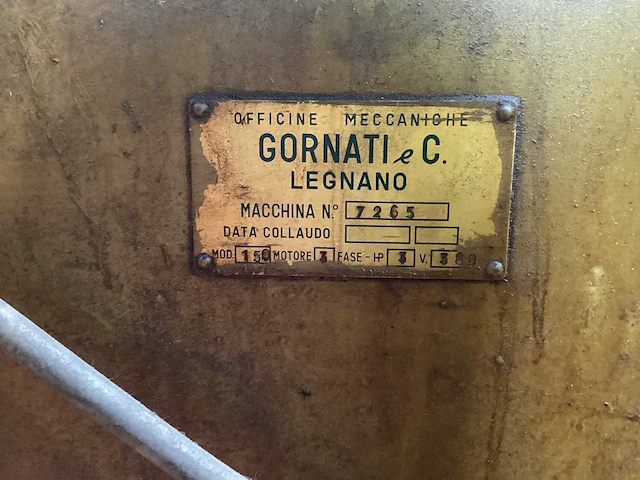 OFFICINE MECCANICHE
GORNATI e C.
LEGNANO
MACCHINA N.° 7265
DATA COLLAUDO
MOD. 150 MOTORE 3 FASE - HP 3 V. 380